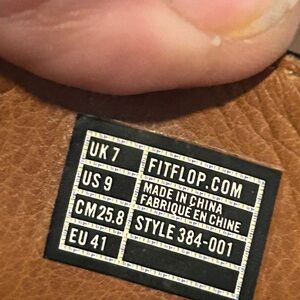 UK 7
US 9
CM 25.8
EU 41
FITFLOP.COM
MADE IN CHINA
FABRIQUÉ EN CHINE
STYLE 384-001